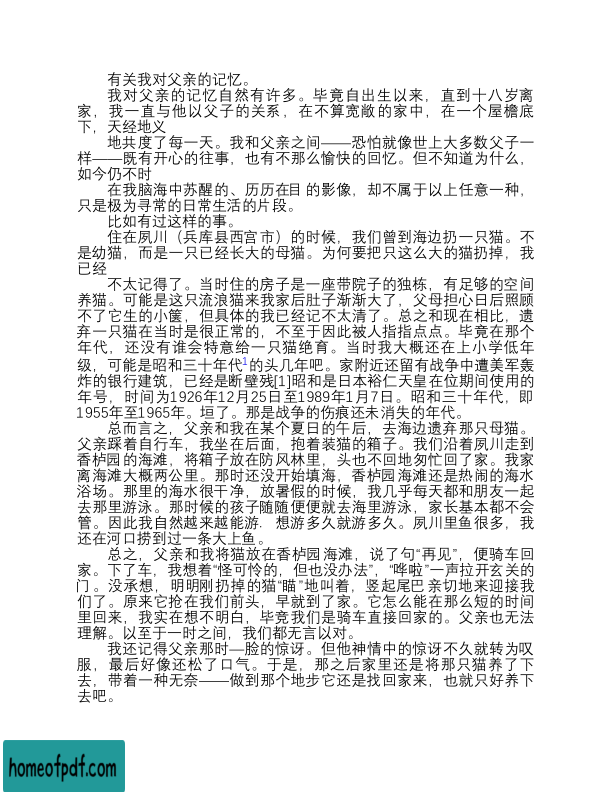 有关我对父亲的记忆。
我对父亲的记忆自然有许多。毕竟自出生以来，直到十八岁离
家，我一直与他以父子的关系，在不算宽敞的家中，在一个屋檐底
下，天经地义
地共度了每一天。我和父亲之间——恐怕就像世上大多数父子一
样——既有开心的往事，也有不那么愉快的回忆。但不知道为什么，
如今仍不时
在我脑海中苏醒的、历历在目的影像，却不属于以上任意一种，
只是极为寻常的日常生活的片段。
比如有过这样的事。
住在夙川（兵库县西宫市）的时候，我们曾到海边扔一只猫。不
是幼猫，而是一只已经长大的母猫。为何要把只这么大的猫扔掉，我
已经
不太记得了。当时住的房子是一座带院子的独栋，有足够的空间
养猫。可能是这只流浪猫来我家后肚子渐渐大了，父母担心日后照顾
不了它生的小箧，但具体的我已经记不太清了。总之和现在相比，遗
弃一只猫在当时是很正常的，不至于因此被人指指点点。毕竟在那个
年代，还没有谁会特意给一只猫绝育。当时我大概还在上小学低年
级，可能是昭和三十年代1的头几年吧。家附近还留有战争中遭美军轰
炸的银行建筑，已经是断壁残[1]昭和是日本裕仁天皇在位期间使用的
年号，时间为1926年12月25日至1989年1月7日。昭和三十年代，即
1955年至1965年。垣了。那是战争的伤痕还未消失的年代。
总而言之，父亲和我在某个夏日的午后，去海边遗弃那只母猫。
父亲踩着自行车，我坐在后面，抱着装猫的箱子。我们沿着夙川走到
香栌园的海滩，将箱子放在防风林里，头也不回地匆忙回了家。我家
离海滩大概两公里。那时还没开始填海，香栌园海滩还是热闹的海水
浴场。那里的海水很干净，放暑假的时候，我几乎每天都和朋友一起
去那里游泳。那时候的孩子随随便便就去海里游泳，家长基本都不会
管。因此我自然越来越能游．想游多久就游多久。夙川里鱼很多，我
还在河口捞到过一条大上鱼。
总之，父亲和我将猫放在香栌园海滩，说了句“再见”，便骑车回
家。下了车，我想着“怪可怜的，但也没办法”，“哗啦”一声拉开玄关的
门。没承想，明明刚扔掉的猫“瞄”地叫着，竖起尾巴亲切地来迎接我
们了。原来它抢在我们前头，早就到了家。它怎么能在那么短的时间
里回来，我实在想不明白，毕竟我们是骑车直接回家的。父亲也无法
理解。以至于一时之间，我们都无言以对。
我还记得父亲那时—脸的惊讶。但他神情中的惊讶不久就转为叹
服，最后好像还松了口气。于是，那之后家里还是将那只猫养了下
去，带着一种无奈——做到那个地步它还是找回家来，也就只好养下
去吧。
homeofpdf.com